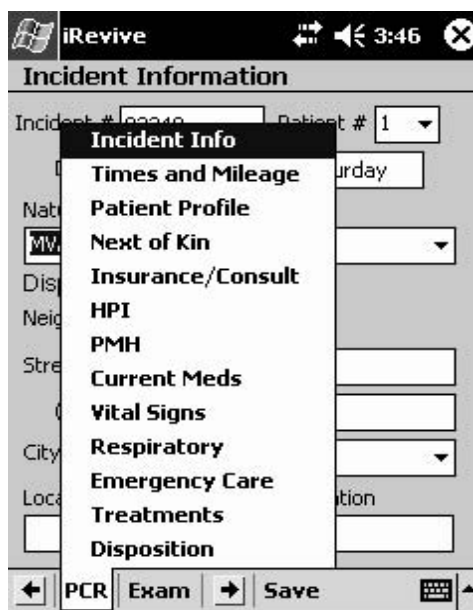 iRevive 3:46
Incident Information
Incident # Patient # 1
Incident Info
Times and Mileage
Patient Profile
Next of Kin
Insurance/Consult
HPI
PMH
Current Meds
Vital Signs
Respiratory
Emergency Care
Treatments
Disposition
City
PCR Exam Save